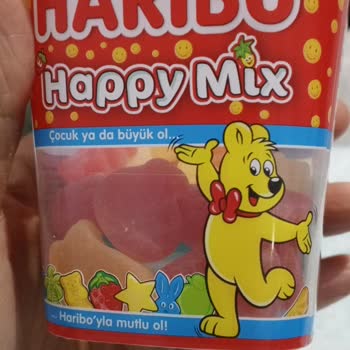 HARIBO
Happy Mix
Çocuk ya da büyük ol...
... Haribo'yla mutlu ol!